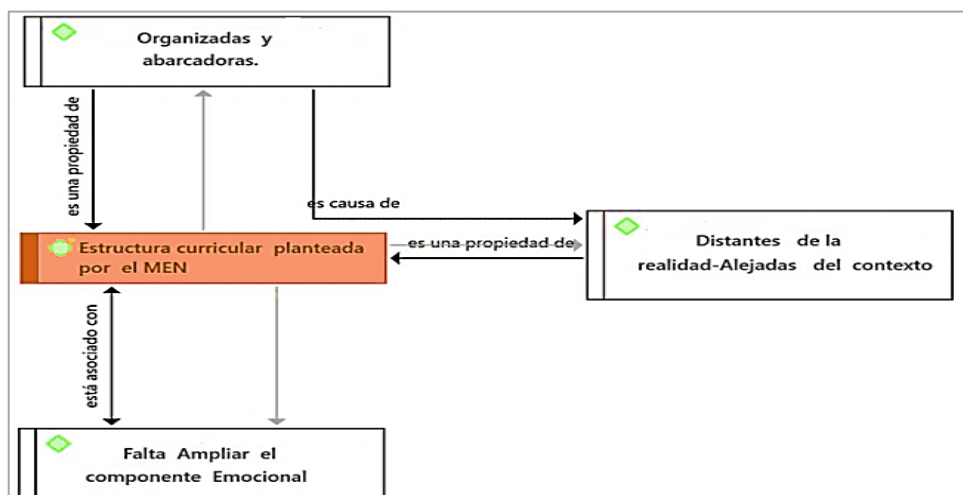 Organizadas y
abarcadoras.
es una propiedad de
es causa de
Estructura curricular planteada
por el MEN
es una propiedad de
Distantes de la
realidad-Alejadas del contexto
está asociado con
Falta Ampliar el
componente Emocional